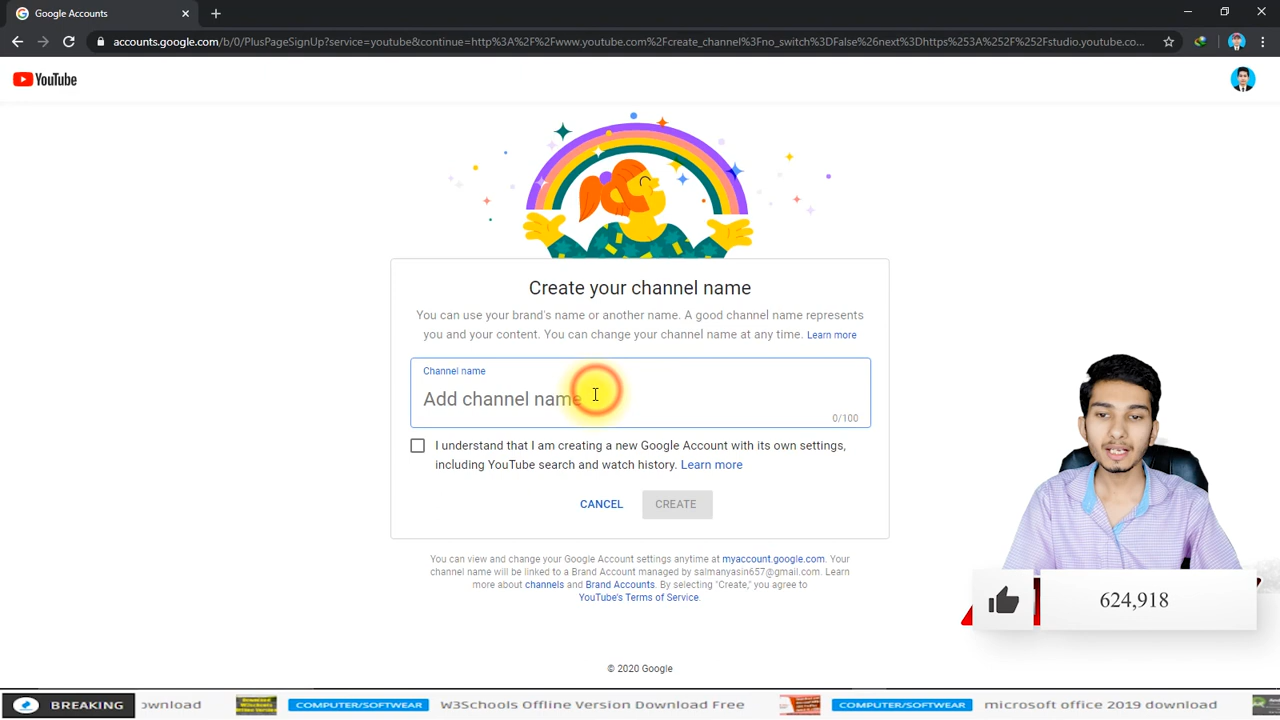 Google Accounts
accounts.google.com/b/0/PlusPageSignUp?service=youtube&continue=http%3A%2F%2Fwww.youtube.com%2Fcreate_channel%3Fno_switch%3DFalse%26next%3Dhttps%253A%252F%252Fstudio.youtube.co...
YouTube
Create your channel name
You can use your brand's name or another name. A good channel name represents
you and your content. You can change your channel name at any time. Learn more
Channel name
Add channel name
0/100
I understand that I am creating a new Google Account with its own settings,
including YouTube search and watch history. Learn more
CANCEL CREATE
You can view and change your Google Account settings anytime at myaccount.google.com. Your
channel name will be linked to a Brand Account managed by salmanyasin657@gmail.com. Learn
more about channels and Brand Accounts. By selecting "Create," you agree to
YouTube's Terms of Service.
624,918
© 2020 Google
BREAKING ownload COMPUTER/SOFTWEAR W3Schools Offline Version Download Free COMPUTER/SOFTWEAR microsoft office 2019 download